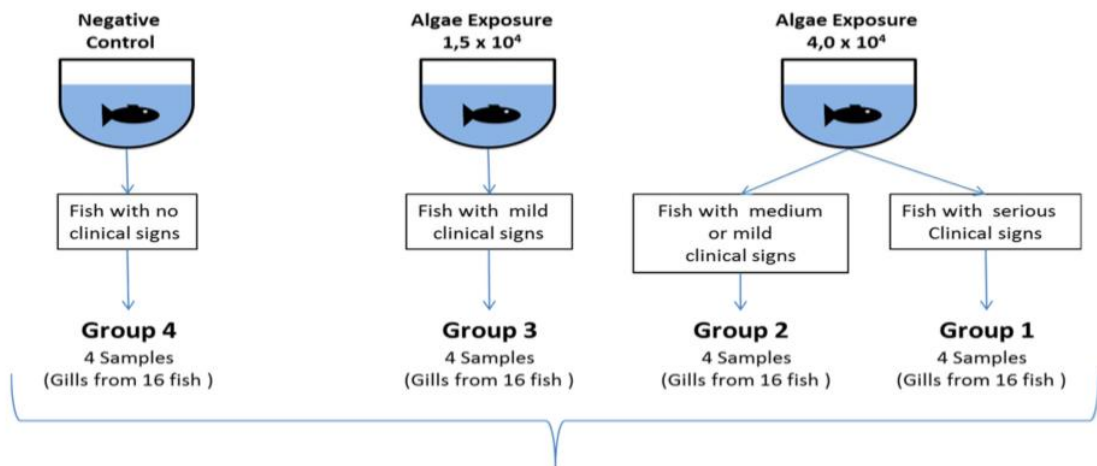 Negative
Control
Algae Exposure
1,5 x 10⁴
Algae Exposure
4,0 x 10⁴
Fish with no
clinical signs
Fish with mild
clinical signs
Fish with medium
or mild
clinical signs
Fish with serious
Clinical signs
Group 4
4 Samples
(Gills from 16 fish )
Group 3
4 Samples
(Gills from 16 fish )
Group 2
4 Samples
(Gills from 16 fish )
Group 1
4 Samples
(Gills from 16 fish )